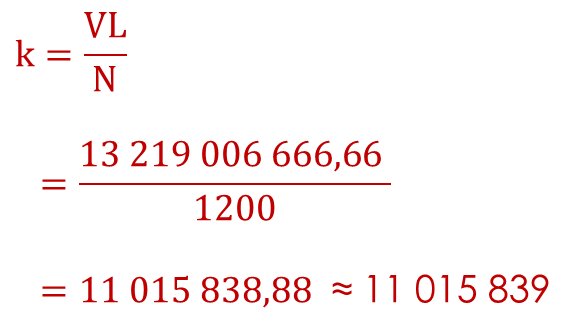 k = VL/N
= 13 219 006 666,66 / 1200
= 11 015 838,88 ≈ 11 015 839